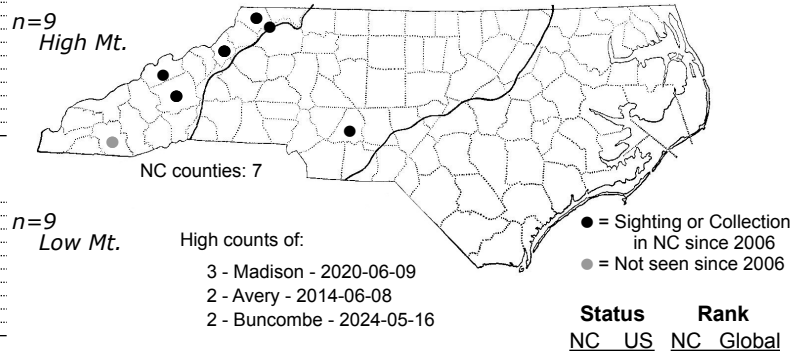 n=9
High Mt.
NC counties: 7
n=9
Low Mt.
High counts of:
3 - Madison - 2020-06-09
2 - Avery - 2014-06-08
2 - Buncombe - 2024-05-16
● = Sighting or Collection
in NC since 2006
● = Not seen since 2006
Status Rank
NC US NC Global